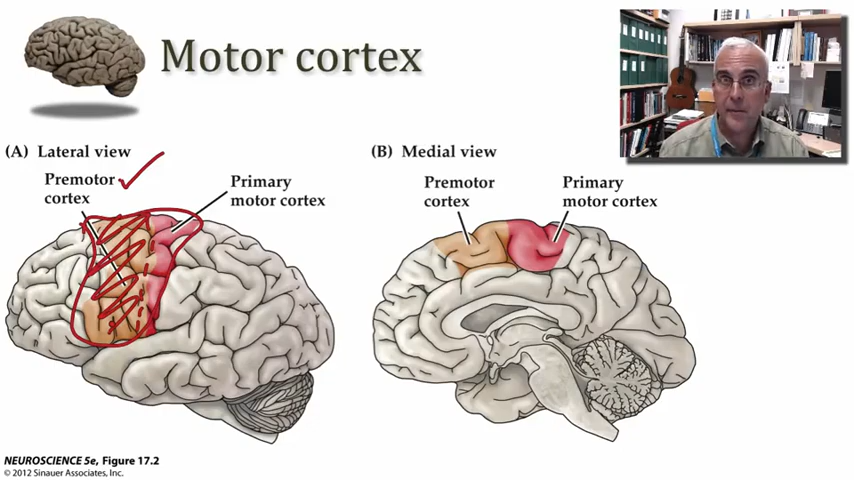 Motor cortex
(A) Lateral view
Premotor
cortex
Primary
motor cortex
(B) Medial view
Premotor
cortex
Primary
motor cortex
NEUROSCIENCE 5e, Figure 17.2
© 2012 Sinauer Associates, Inc.